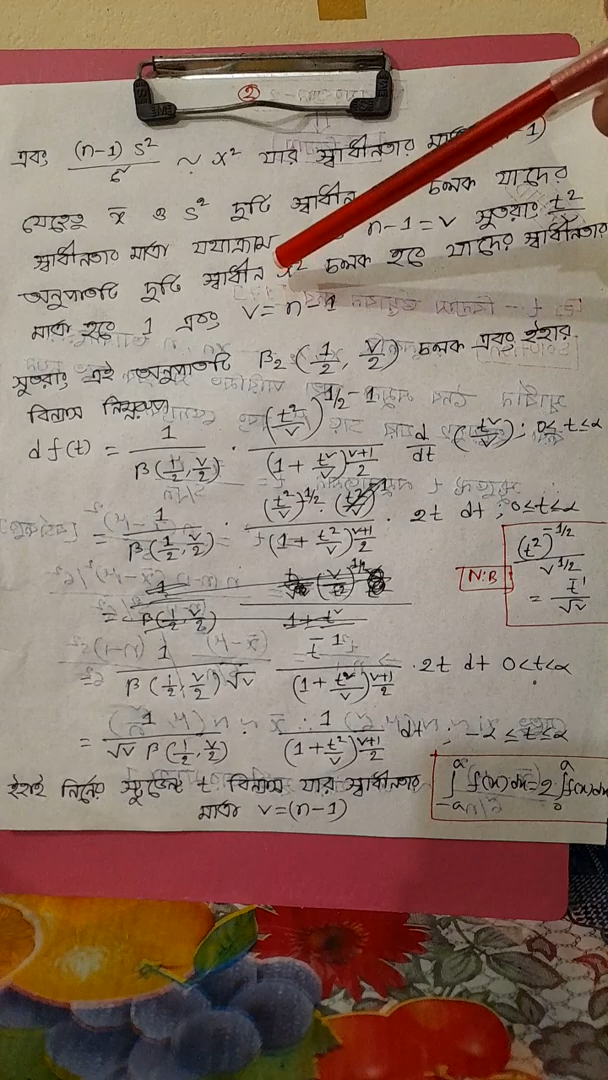 ②
এবং (n-1) s² / σ² ~ χ² যার স্বাধীনতার
যেহেতু x̄ ও s² দুটি স্বাধীন চলক যাদের
স্বাধীনতার মাত্রা যথাক্রমে n-1 = v সুতরাং t²
অনুপাতটি দুটি স্বাধীন χ² চলক হবে যাদের স্বাধীনতার
মাত্রা হবে 1 এবং v = n-1
সুতরাং এই অনুপাতটি β₂ (1/2, v/2) চলক এবং ইহার
বিন্যাস নিম্নরূপ
d f(t) = 1 / β(1/2, v/2) · (t²/v)^(1/2 - 1) / (1 + t²/v)^((v+1)/2) d/dt (t²/v) ; 0 ≤ t ≤ α
= 1 / β(1/2, v/2) · (t²/v)^(1/2) (t²/v)^-1 / (1 + t²/v)^((v+1)/2) · 2t dt ; 0 ≤ t ≤ α
N:B (t²)^(-1/2) / v^(1/2)
= t⁻¹ / √v
= 1 / β(1/2, v/2) √v · t⁻¹ / (1 + t²/v)^((v+1)/2) · 2t dt 0 < t < α
= 1 / √v β(1/2, v/2) · 1 / (1 + t²/v)^((v+1)/2) dt ; -α ≤ t ≤ α
ইহাই নির্ণেয় স্টুডেন্ট t বিন্যাস যার স্বাধীনতার
মাত্রা v = (n-1)
∫₋ₐᵃ f(x) dx = 2 ∫₀ᵃ f(x) dx